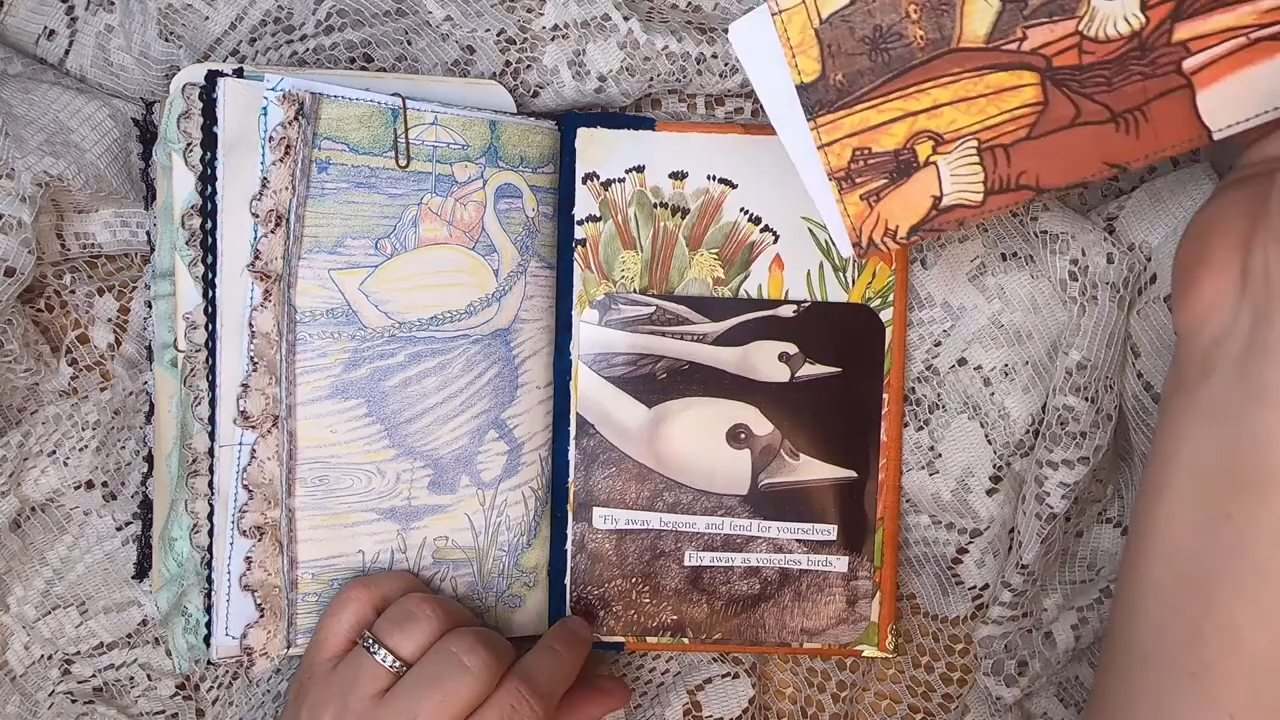 "Fly away, begone, and fend for yourselves!
Fly away as voiceless birds,"